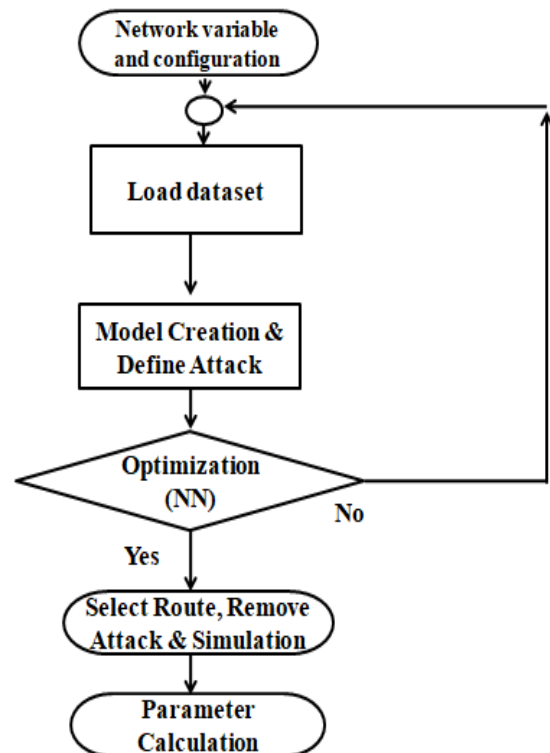 Network variable
and configuration
Load dataset
Model Creation &
Define Attack
Optimization
(NN)
No
Yes
Select Route, Remove
Attack & Simulation
Parameter
Calculation